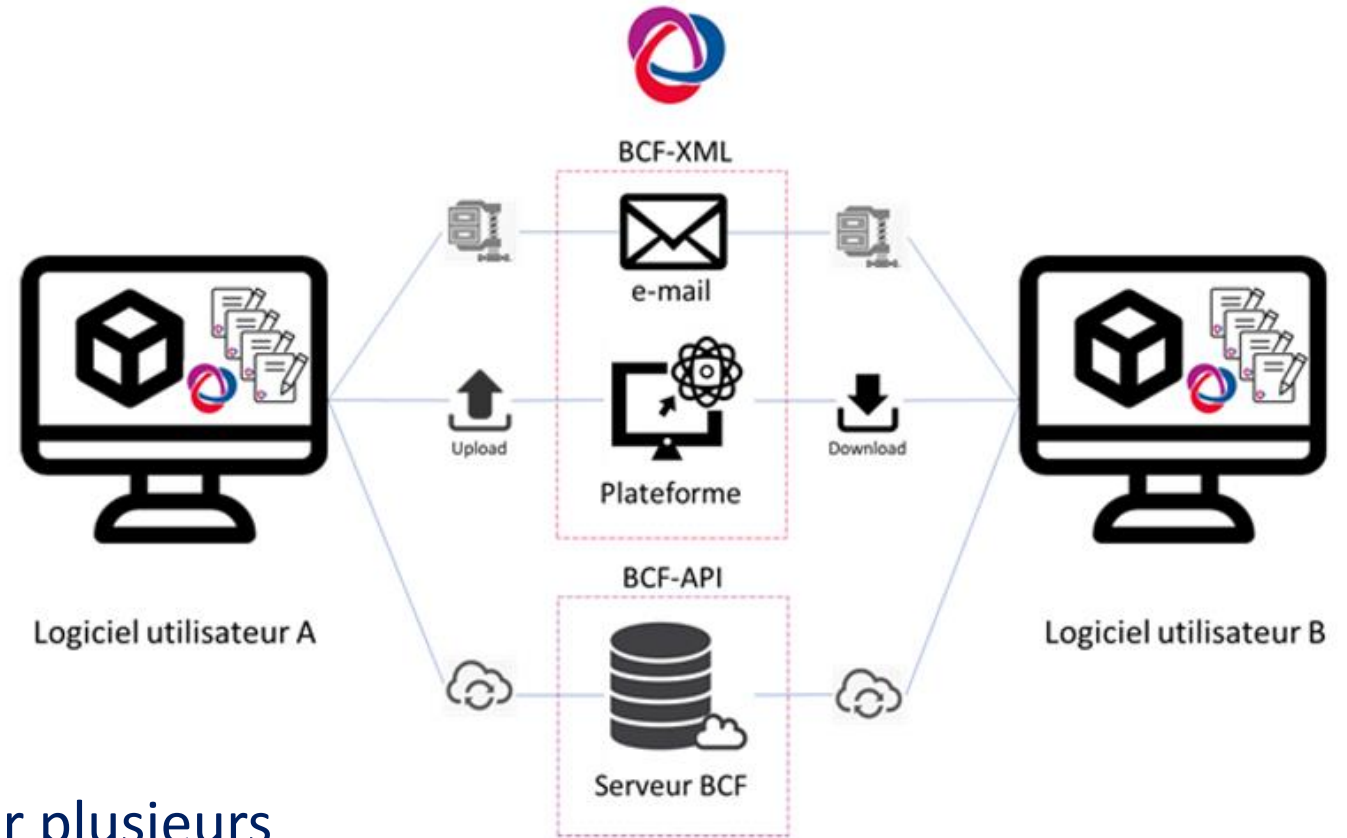 BCF-XML
e-mail
Upload
Download
Plateforme
BCF-API
Logiciel utilisateur A
Logiciel utilisateur B
Serveur BCF
plusieurs